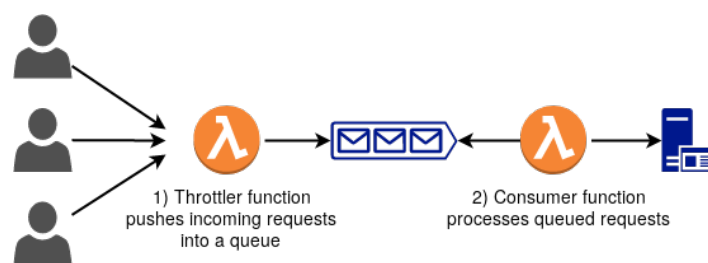 1) Throttler function
pushes incoming requests
into a queue
2) Consumer function
processes queued requests